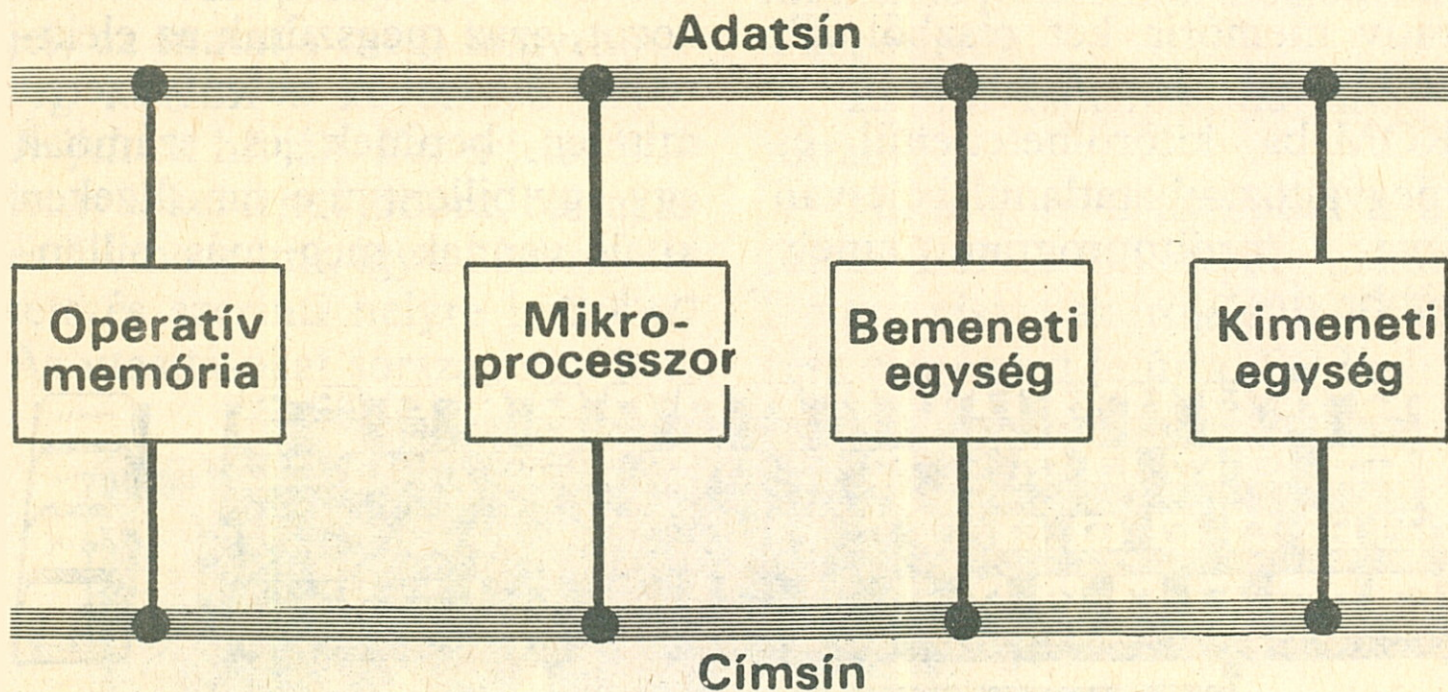 Adatsín
Operatív
memória
Mikro-
processzor
Bemeneti
egység
Kimeneti
egység
Címsín